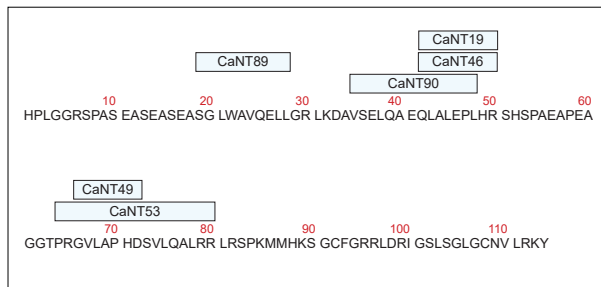 CaNT19
CaNT89 CaNT46
CaNT90
10 20 30 40 50 60
HPLGGRSPAS EASEASEASG LWAVQELLGR LKDAVSELQA EQLALEPLHR SHSPAEAPEA
CaNT49
CaNT53
70 80 90 100 110
GGTPRGVLAP HDSVLQALRR LRSPKMMHKS GCFGRRLDRI GSLSGLGCNV LRKY